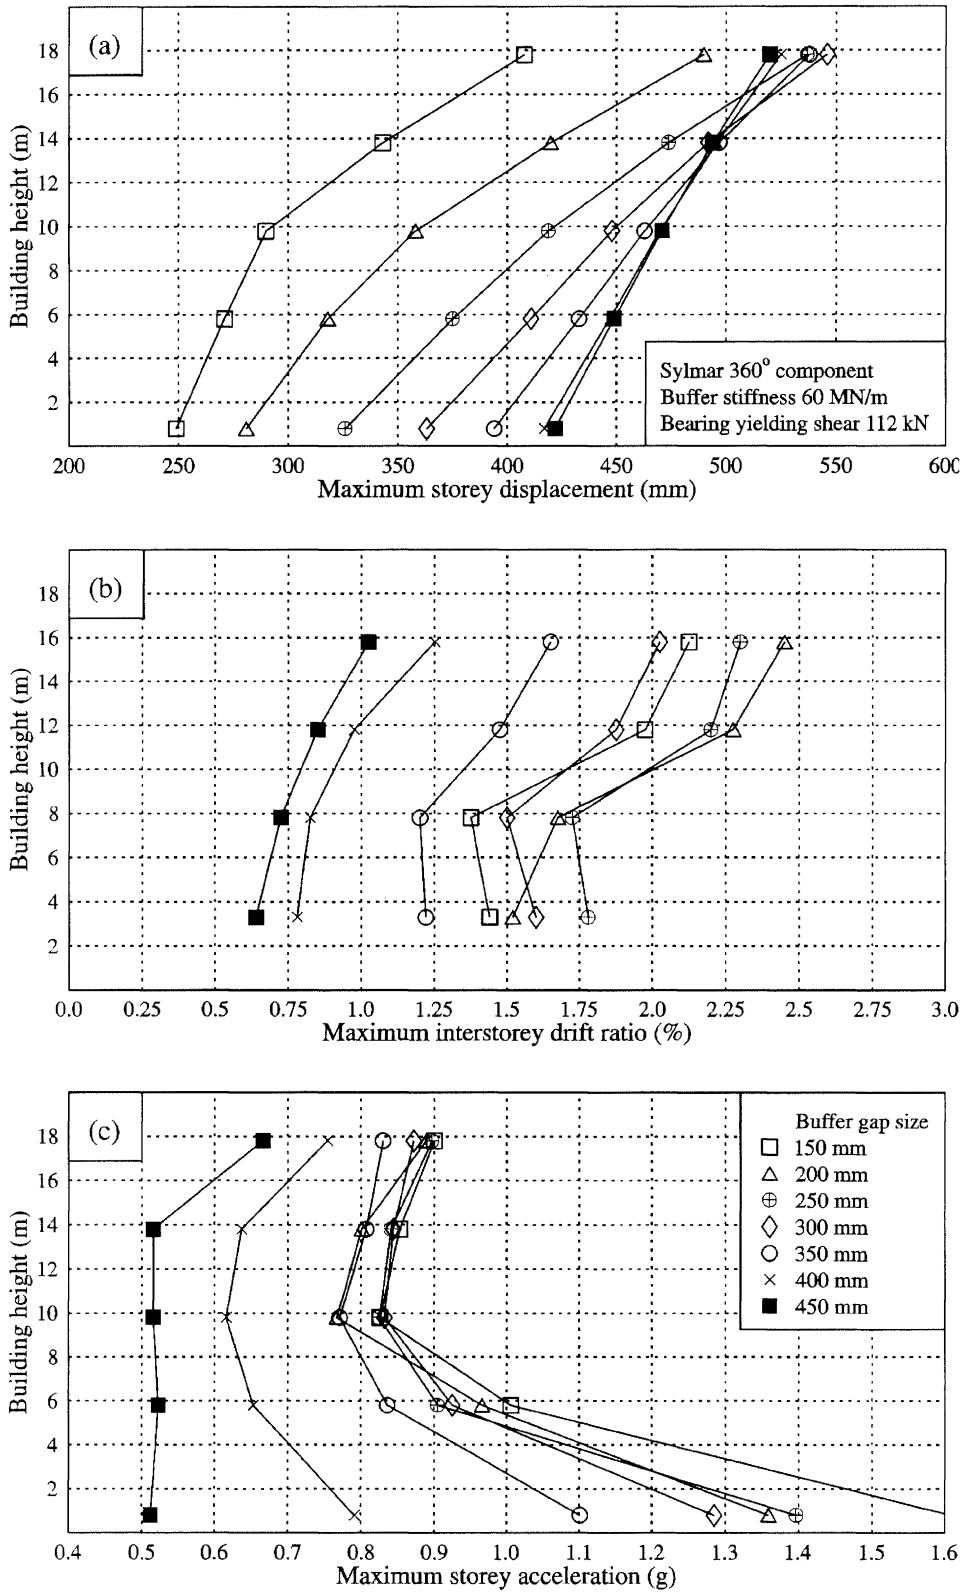 (a)
18
16
14
12
10
8
6
4
2
Building height (m)
Sylmar 360° component
Buffer stiffness 60 MN/m
Bearing yielding shear 112 kN
200 250 300 350 400 450 500 550 600
Maximum storey displacement (mm)
(b)
18
16
14
12
10
8
6
4
2
Building height (m)
0.0 0.25 0.5 0.75 1.0 1.25 1.5 1.75 2.0 2.25 2.5 2.75 3.0
Maximum interstorey drift ratio (%)
(c)
18
16
14
12
10
8
6
4
2
Building height (m)
Buffer gap size
150 mm
200 mm
250 mm
300 mm
350 mm
400 mm
450 mm
0.4 0.5 0.6 0.7 0.8 0.9 1.0 1.1 1.2 1.3 1.4 1.5 1.6
Maximum storey acceleration (g)